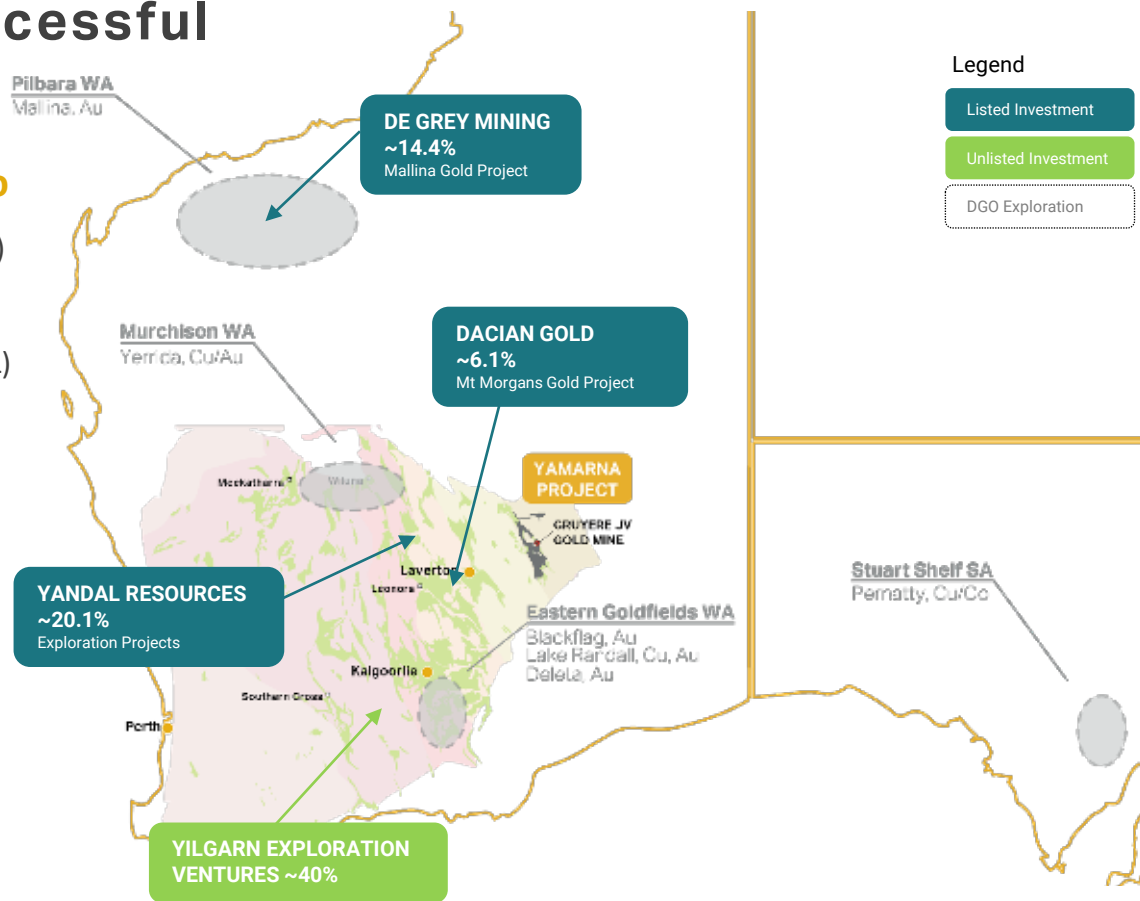 cessful
Pilbara WA
Mallina, Au
DE GREY MINING
~14.4%
Mallina Gold Project
Legend
Listed Investment
Unlisted Investment
DGO Exploration
)
Murchison WA
Yerrida, Cu/Au
)
DACIAN GOLD
~6.1%
Mt Morgans Gold Project
YAMARNA
PROJECT
Meekatharra
Wiluna
GRUYERE JV
GOLD MINE
Laverton
Leonora
YANDAL RESOURCES
~20.1%
Exploration Projects
Stuart Shelf SA
Pernatty, Cu/Co
Eastern Goldfields WA
Blackflag, Au
Lake Randall, Cu, Au
Au
Kalgoorlie
Southern Cross
Perth
YILGARN EXPLORATION
VENTURES ~40%